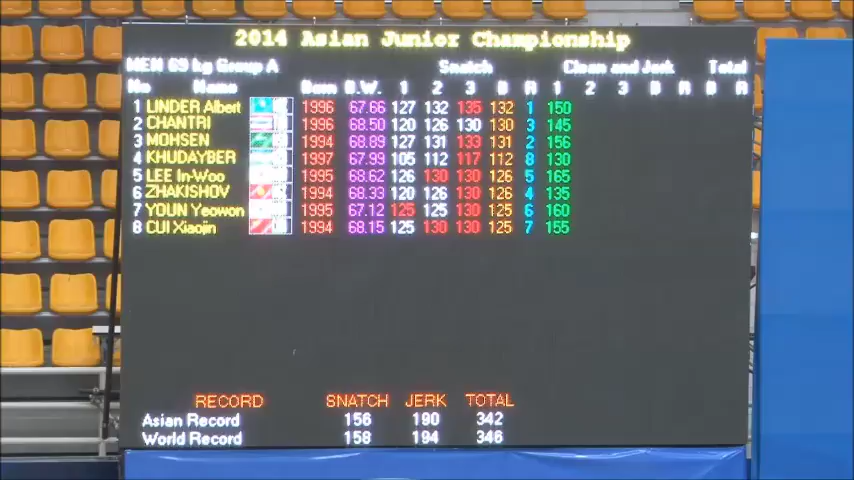 2014 Asian Junior Championship
MEN 69 kg Group A Snatch Clean and Jerk Total
No Name Born B.W. 1 2 3 B R 1 2 3 B R B R
1 LINDER Albert 1996 67.66 127 132 135 132 1 150
2 CHANTRI 1996 68.50 120 126 130 130 3 145
3 MOHSEN 1994 68.89 127 131 133 131 2 156
4 KHUDAYBER 1997 67.99 105 112 117 112 8 130
5 LEE In-Woo 1995 68.62 126 130 130 126 5 165
6 ZHAKISHOV 1994 68.33 120 126 130 126 4 135
7 YOUN Yeowon 1995 67.12 125 125 130 125 6 160
8 CUI Xiaojin 1994 68.15 125 130 130 125 7 155
RECORD SNATCH JERK TOTAL
Asian Record 156 190 342
World Record 158 194 346